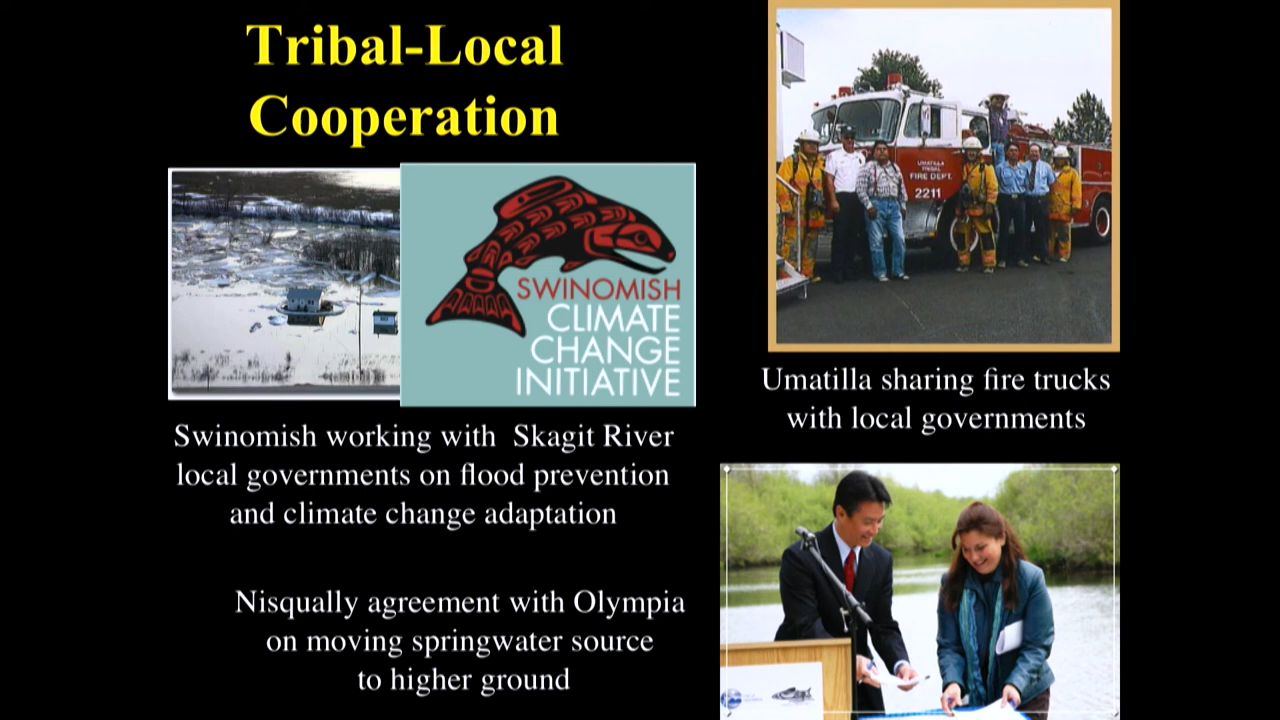 Tribal-Local
Cooperation
SWINOMISH
CLIMATE
CHANGE
INITIATIVE
UMATILLA
TRIBAL
FIRE DEPT.
2211
Umatilla sharing fire trucks
with local governments
Swinomish working with Skagit River
local governments on flood prevention
and climate change adaptation
Nisqually agreement with Olympia
on moving springwater source
to higher ground